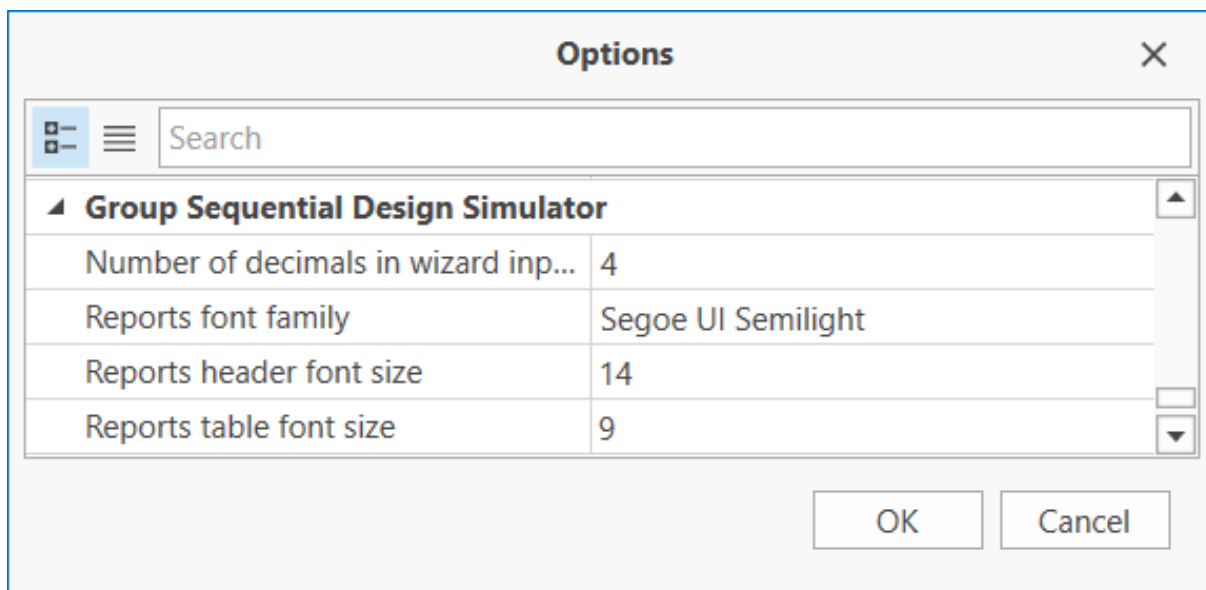 Options
Search
Group Sequential Design Simulator
Number of decimals in wizard inp... 4
Reports font family Segoe UI Semilight
Reports header font size 14
Reports table font size 9
OK Cancel